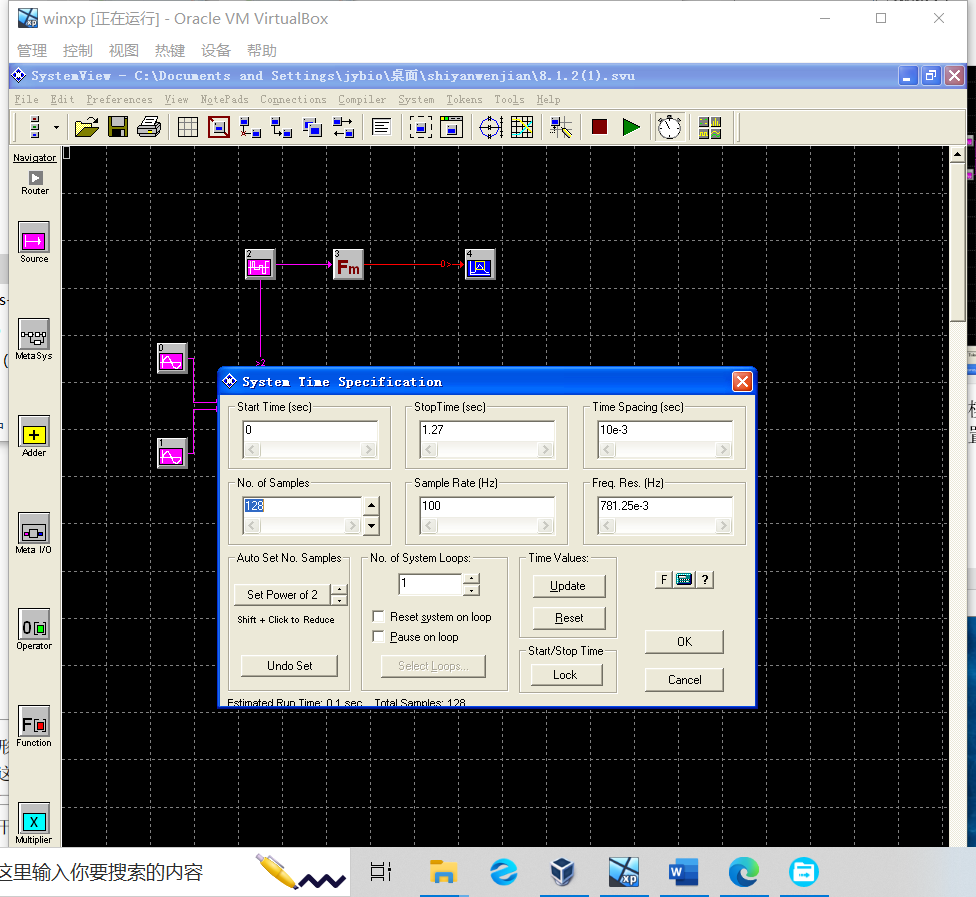 winxp [正在运行] - Oracle VM VirtualBox
管理 控制 视图 热键 设备 帮助
SystemView - C:\Documents and Settings\jybio\桌面\shiyanwenjian\8.1.2(1).svu
File Edit Preferences View NotePads Connections Compiler System Tokens Tools Help
Navigator
Router
Source
MetaSys
Adder
Meta I/O
Operator
Function
Multiplier
2
3
Fm
0
4
>2
0
1
System Time Specification
Start Time (sec)
0
StopTime (sec)
1.27
Time Spacing (sec)
10e-3
No. of Samples
128
Sample Rate (Hz)
100
Freq. Res. (Hz)
781.25e-3
Auto Set No. Samples
Set Power of 2
Shift + Click to Reduce
Undo Set
No. of System Loops:
1
Reset system on loop
Pause on loop
Select Loops...
Time Values:
Update
Reset
Start/Stop Time
Lock
F ?
OK
Cancel
Estimated Run Time: 0.1 sec Total Samples: 128
这里输入你要搜索的内容